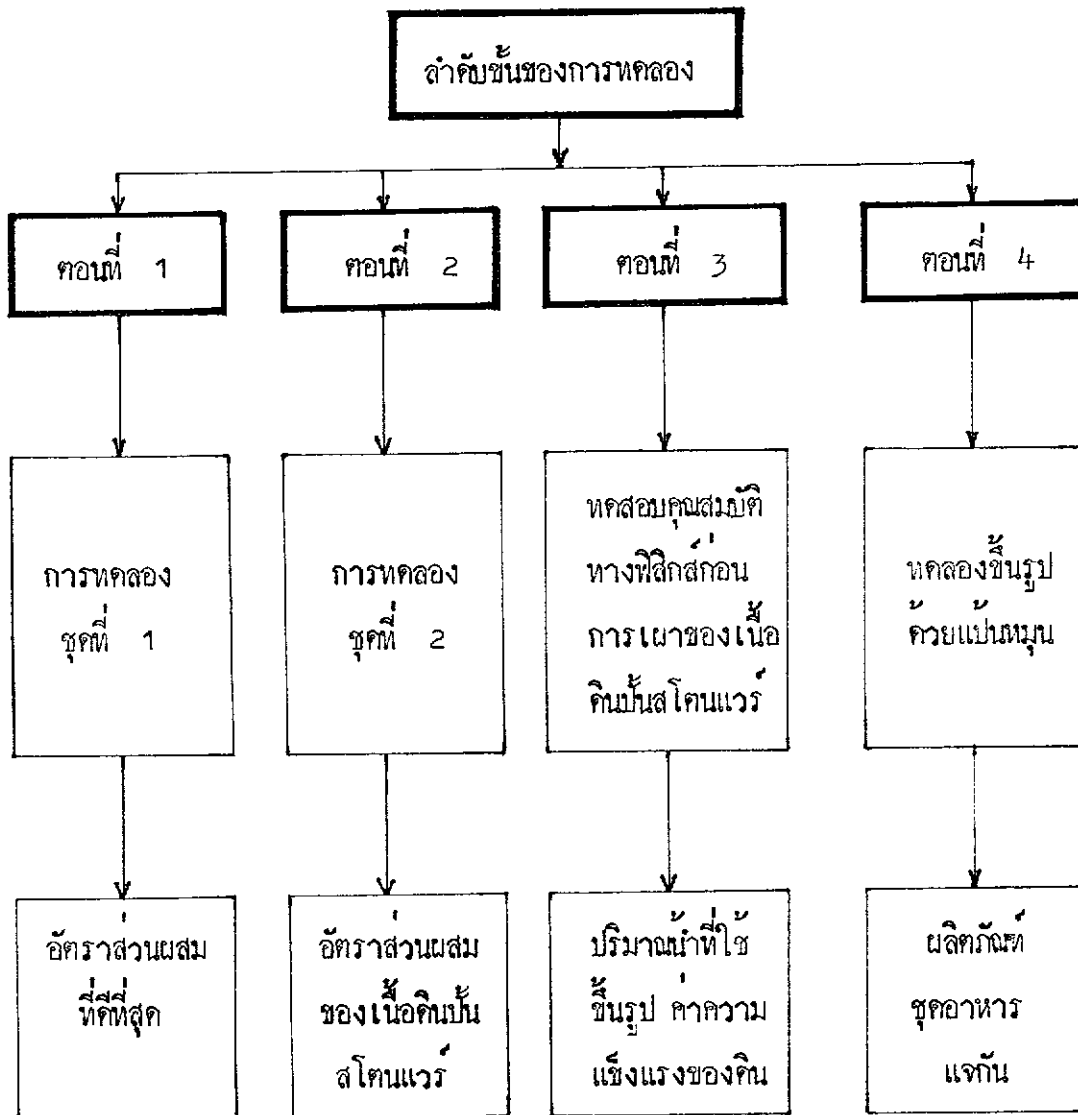 ลำดับขั้นของการทดลอง
ตอนที่ 1
ตอนที่ 2
ตอนที่ 3
ตอนที่ 4
การทดลอง
ชุดที่ 1
การทดลอง
ชุดที่ 2
ทดสอบคุณสมบัติ
ทางฟิสิกส์ก่อน
การเผาของเนื้อ
ดินปั้นสโตนแวร์
ทดลองขึ้นรูป
ด้วยแป้นหมุน
อัตราส่วนผสม
ที่ดีที่สุด
อัตราส่วนผสม
ของเนื้อดินปั้น
สโตนแวร์
ปริมาณน้ำที่ใช้
ขึ้นรูป ค่าความ
แข็งแรงของดิน
ผลิตภัณฑ์
ชุดอาหาร
แจกัน